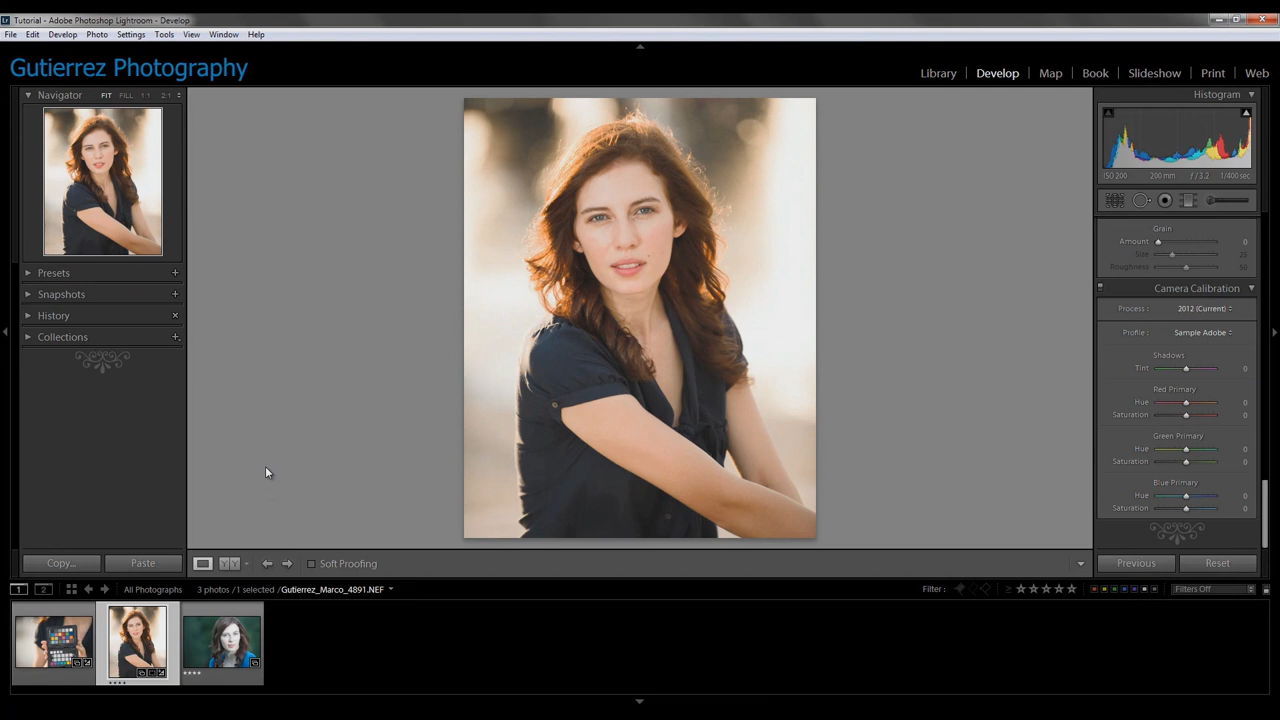 Tutorial - Adobe Photoshop Lightroom - Develop
File Edit Develop Photo Settings Tools View Window Help
Gutierrez Photography
Library | Develop | Map | Book | Slideshow | Print | Web
Navigator FIT FILL 1:1 2:1
Histogram
ISO 200 200 mm f / 3.2 1/400 sec
Grain
Amount 0
Size 25
Roughness 50
Presets
Snapshots
History
Collections
Camera Calibration
Process : 2012 (Current)
Profile : Sample Adobe
Shadows
Tint 0
Red Primary
Hue 0
Saturation 0
Green Primary
Hue 0
Saturation 0
Blue Primary
Hue 0
Saturation 0
Copy... Paste
YY Soft Proofing
Previous Reset
1 2 All Photographs 3 photos /1 selected /Gutierrez_Marco_4891.NEF
Filter : Filters Off